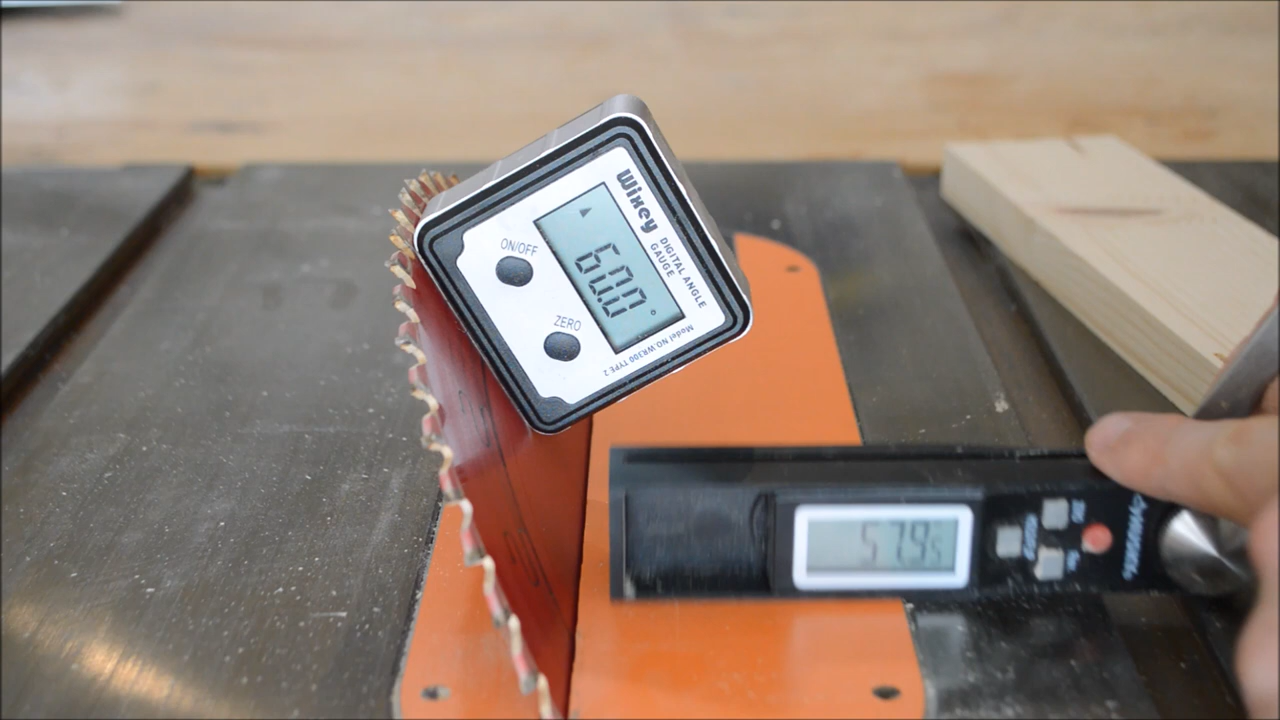 Wixey
DIGITAL ANGLE
GAUGE
ON/OFF
60.0°
ZERO
Model NO.WR300 TYPE 2
57.95